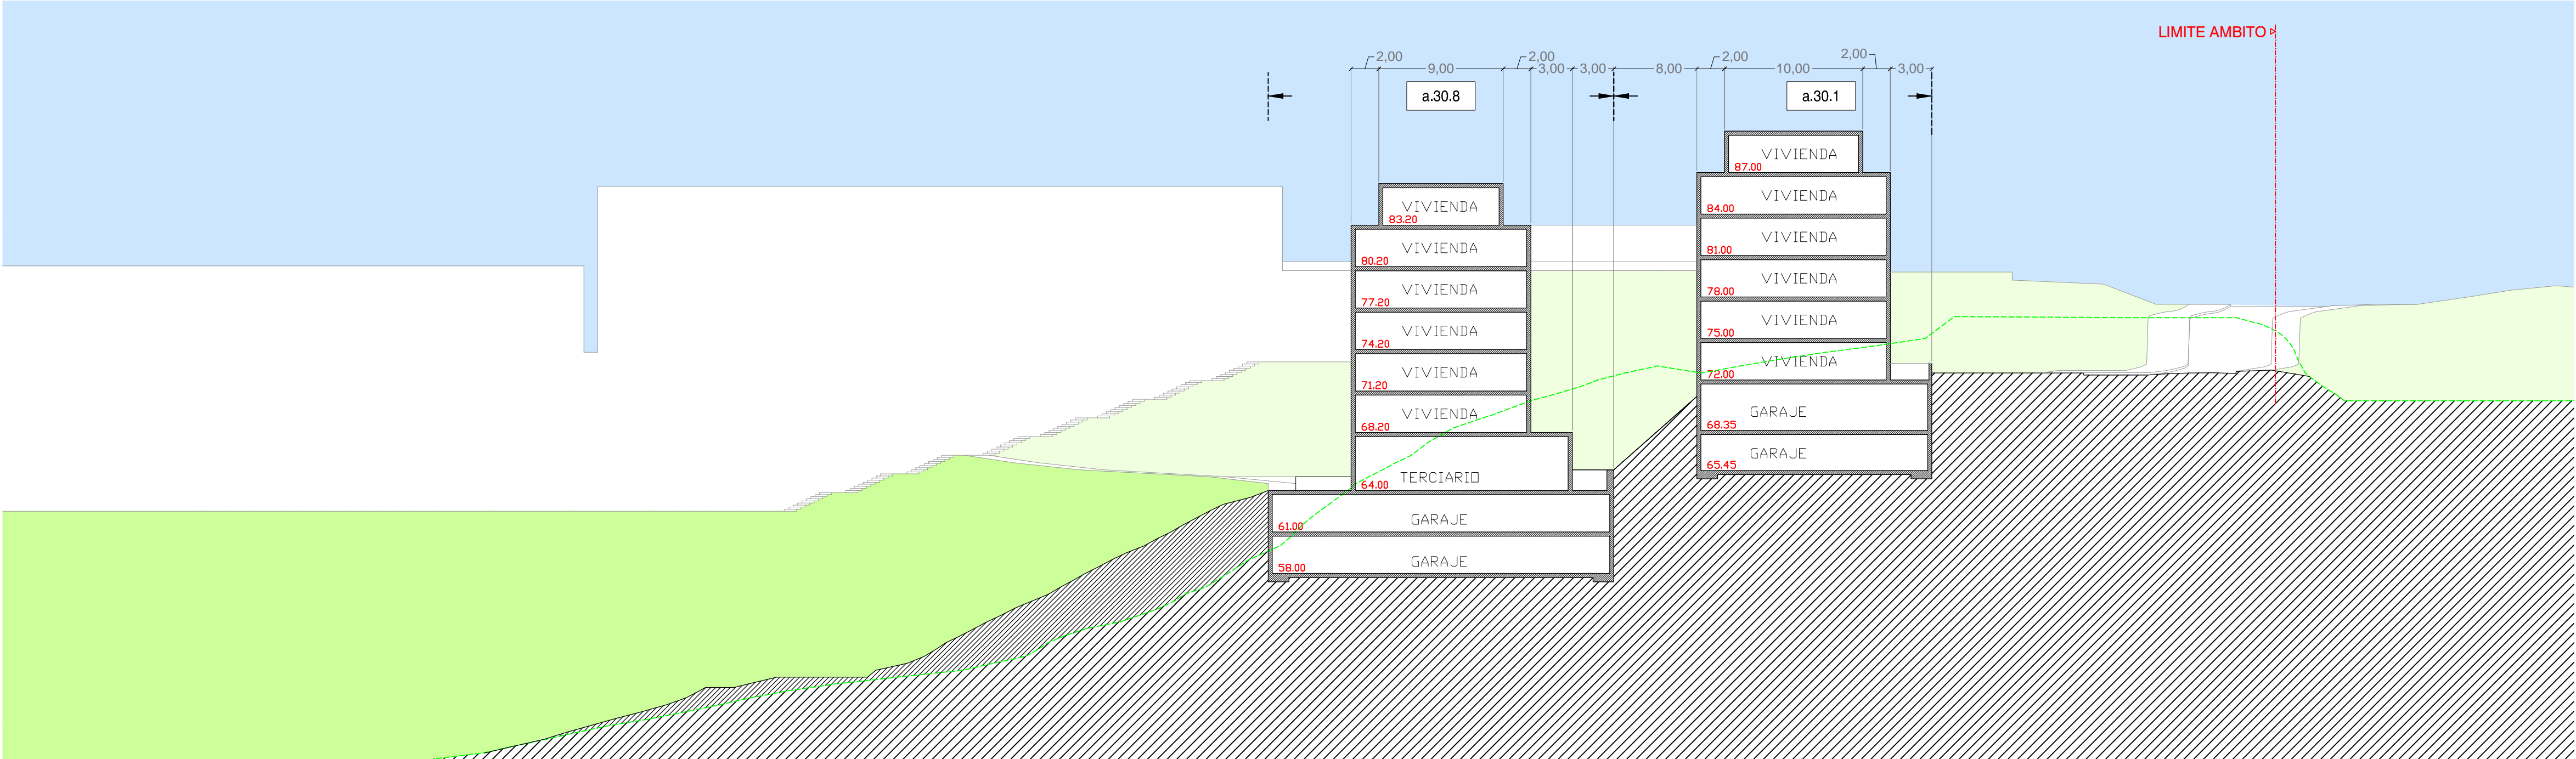 LIMITE AMBITO
2,00 2,00 2,00 2,00
9,00 3,00 3,00 8,00 10,00 3,00
a.30.8 a.30.1
VIVIENDA
83.20
VIVIENDA
80.20
VIVIENDA
77.20
VIVIENDA
74.20
VIVIENDA
71.20
VIVIENDA
68.20
TERCIARIO
64.00
GARAJE
61.00
GARAJE
58.00
VIVIENDA
87.00
VIVIENDA
84.00
VIVIENDA
81.00
VIVIENDA
78.00
VIVIENDA
75.00
VIVIENDA
72.00
GARAJE
68.35
GARAJE
65.45